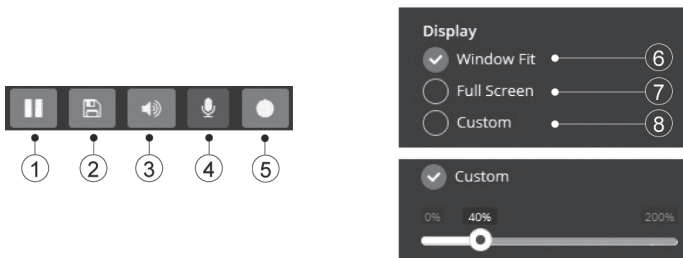 1 2 3 4 5
Display
Window Fit 6
Full Screen 7
Custom 8
Custom
0% 40% 200%